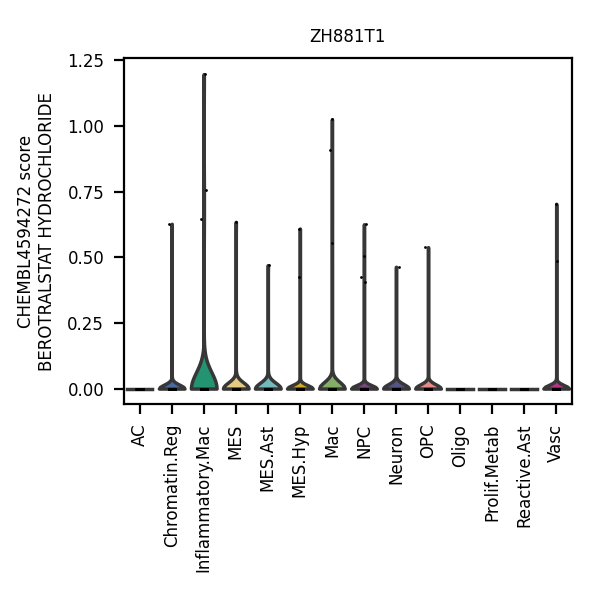 ZH881T1
CHEMBL4594272 score
BEROTRALSTAT HYDROCHLORIDE
1.25
1.00
0.75
0.50
0.25
0.00
AC
Chromatin.Reg
Inflammatory.Mac
MES
MES.Ast
MES.Hyp
Mac
NPC
Neuron
OPC
Oligo
Prolif.Metab
Reactive.Ast
Vasc